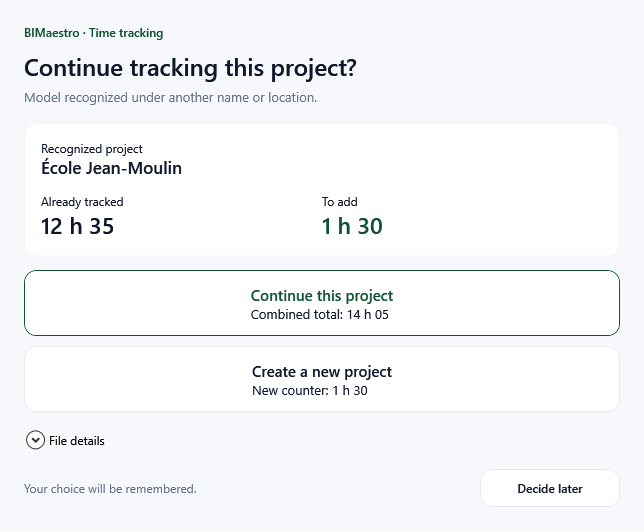 BIMaestro · Time tracking
Continue tracking this project?
Model recognized under another name or location.
Recognized project
École Jean-Moulin
Already tracked
To add
12 h 35
1 h 30
Continue this project
Combined total: 14 h 05
Create a new project
New counter: 1 h 30
File details
Your choice will be remembered.
Decide later